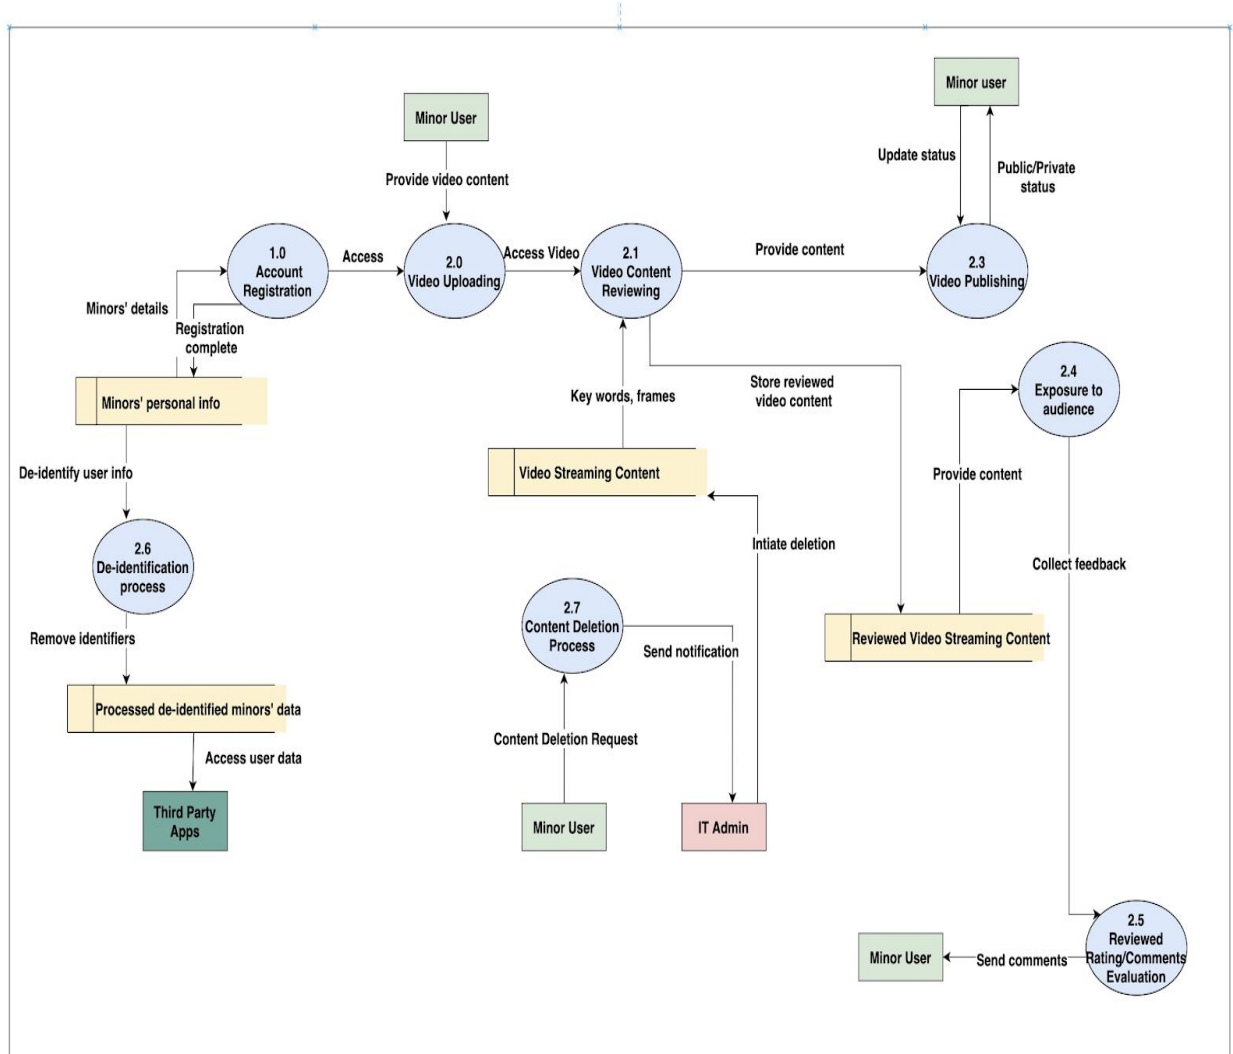 Minor user
Minor User
Update status
Public/Private
status
Provide video content
1.0
Account
Registration
Access
2.0
Video Uploading
Access Video
2.1
Video Content
Reviewing
Provide content
2.3
Video Publishing
Minors' details
Registration
complete
Minors' personal info
Key words, frames
Store reviewed
video content
2.4
Exposure to
audience
De-identify user info
Video Streaming Content
Provide content
2.6
De-identification
process
Intiate deletion
Collect feedback
2.7
Content Deletion
Process
Send notification
Reviewed Video Streaming Content
Remove identifiers
Processed de-identified minors' data
Content Deletion Request
Access user data
Third Party
Apps
Minor User
IT Admin
Minor User
Send comments
2.5
Reviewed
Rating/Comments
Evaluation